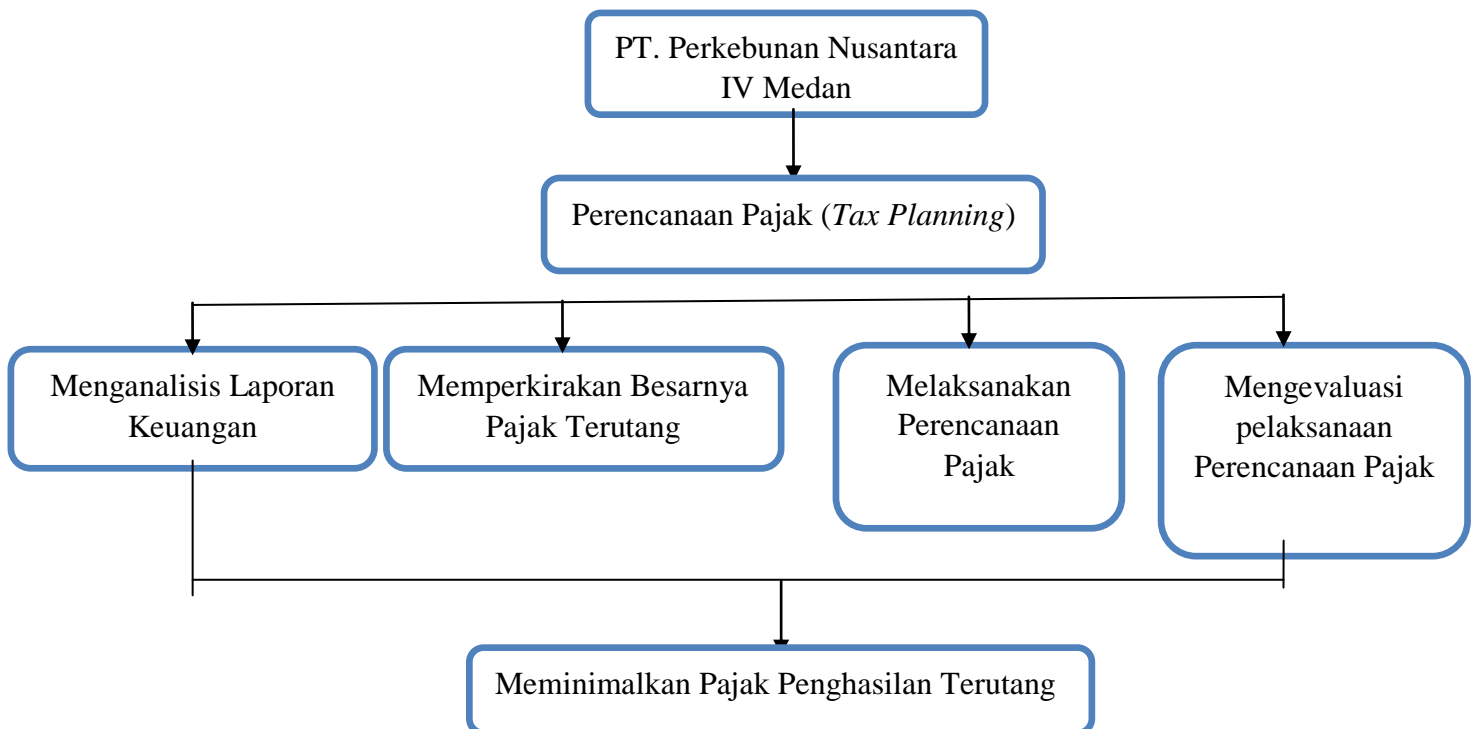 PT. Perkebunan Nusantara
IV Medan
Perencanaan Pajak (Tax Planning)
Menganalisis Laporan
Keuangan
Memperkirakan Besarnya
Pajak Terutang
Melaksanakan
Perencanaan
Pajak
Mengevaluasi
pelaksanaan
Perencanaan Pajak
Meminimalkan Pajak Penghasilan Terutang